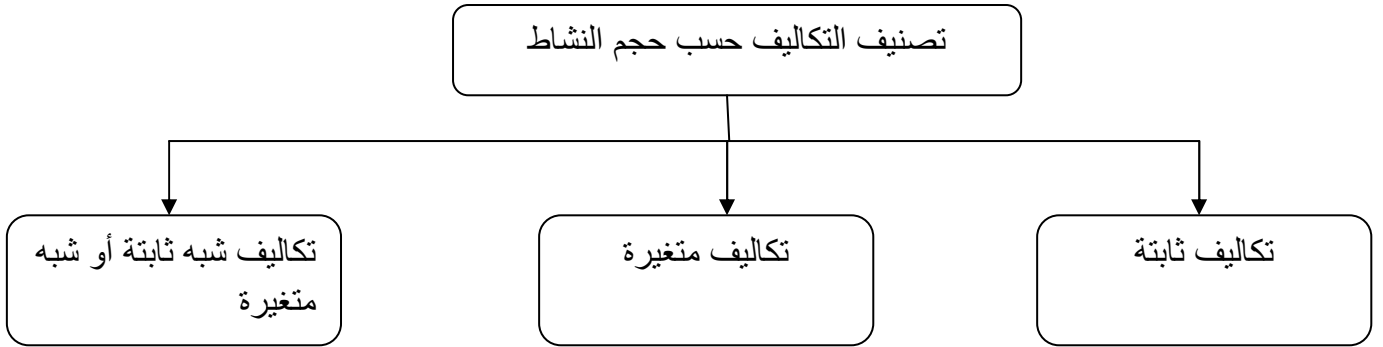 تصنيف التكاليف حسب حجم النشاط
تكاليف ثابتة
تكاليف متغيرة
تكاليف شبه ثابتة أو شبه
متغيرة